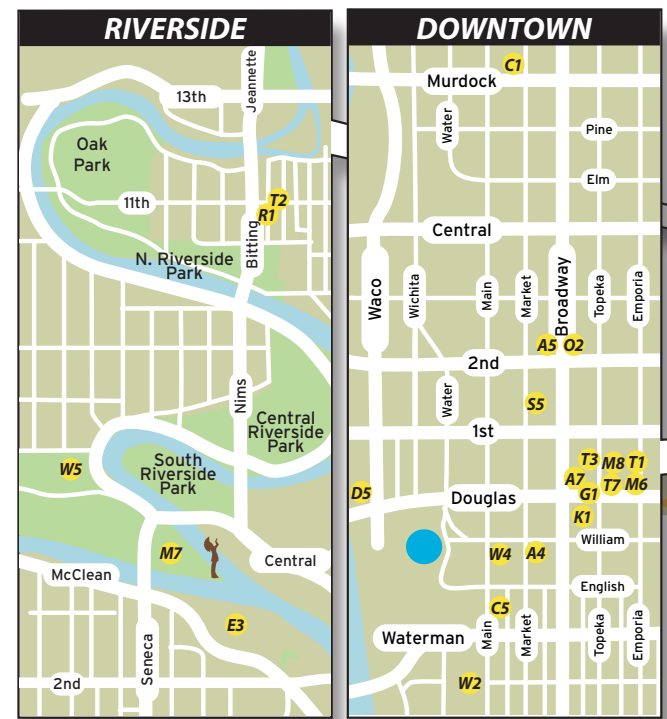 RIVERSIDE
13th
Jeannette
Oak
Park
11th
T2
R1
Bitting
N. Riverside
Park
Nims
Central
Riverside
Park
South
Riverside
Park
W5
M7
Central
McClean
E3
Seneca
2nd
DOWNTOWN
C1
Murdock
Water
Pine
Elm
Central
Waco
Wichita
Main
Market
Broadway
Topeka
Emporia
A5
O2
2nd
Water
S5
1st
T3
M8
T1
A7
D5
G1
T7
M6
Douglas
K1
William
W4
A4
English
C5
Waterman
Main
Market
Topeka
Emporia
W2